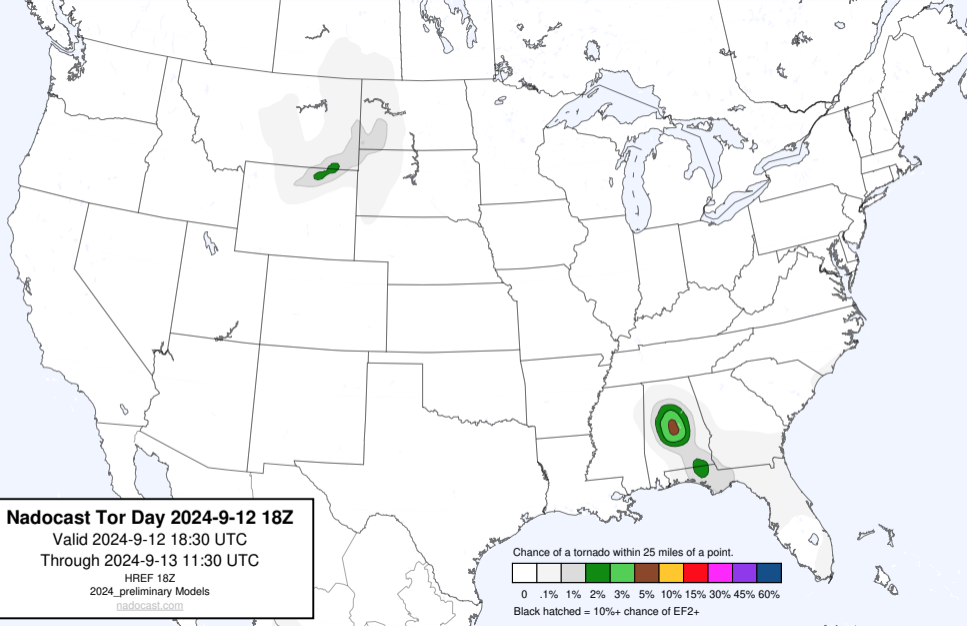 Nadocast Tor Day 2024-9-12 18Z
Valid 2024-9-12 18:30 UTC
Through 2024-9-13 11:30 UTC
HREF 18Z
2024_preliminary Models
nadocast.com
Chance of a tornado within 25 miles of a point.
0 .1% 1% 2% 3% 5% 10% 15% 30% 45% 60%
Black hatched = 10%+ chance of EF2+